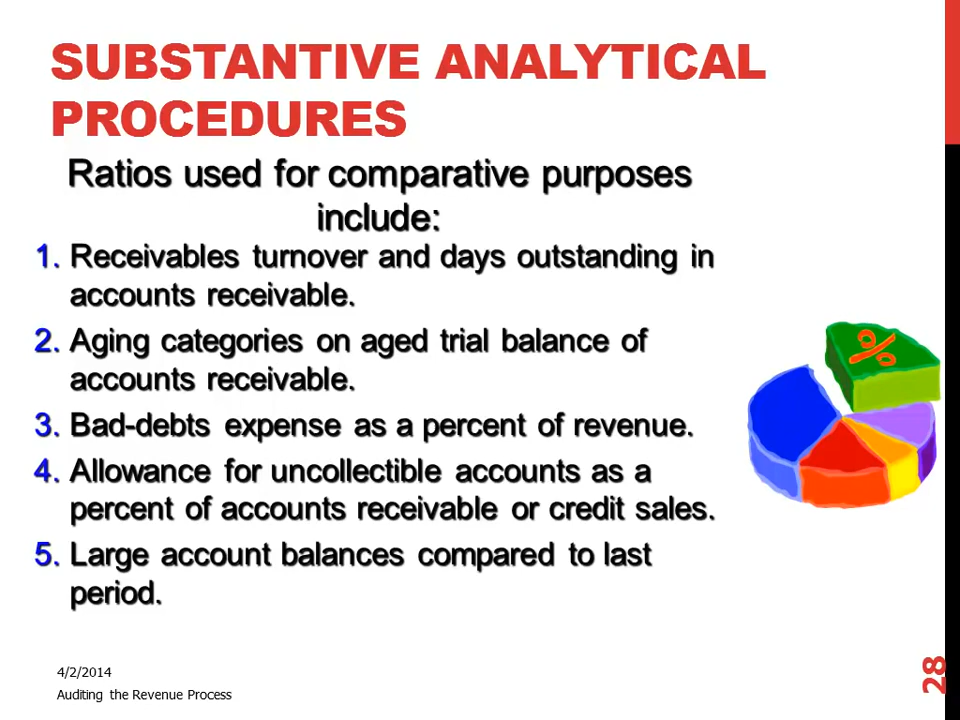 SUBSTANTIVE ANALYTICAL
PROCEDURES
Ratios used for comparative purposes
include:
1. Receivables turnover and days outstanding in
accounts receivable.
2. Aging categories on aged trial balance of
accounts receivable.
3. Bad-debts expense as a percent of revenue.
4. Allowance for uncollectible accounts as a
percent of accounts receivable or credit sales.
5. Large account balances compared to last
period.
%
4/2/2014
Auditing the Revenue Process
28